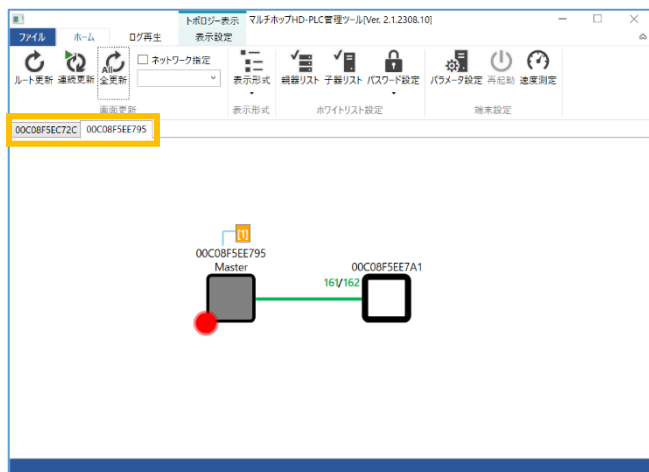 トポロジー表示 マルチホップHD-PLC管理ツール[Ver. 2.1.2308.10]
ファイル ホーム ログ再生 表示設定
ルート更新 連続更新 All 全更新 ネットワーク指定 表示形式 親器リスト 子器リスト パスワード設定 パラメータ設定 再起動 速度測定
画面更新 表示形式 ホワイトリスト設定 端末設定
00C08F5EC72C 00C08F5EE795
[1]
00C08F5EE795
Master
00C08F5EE7A1
161/162